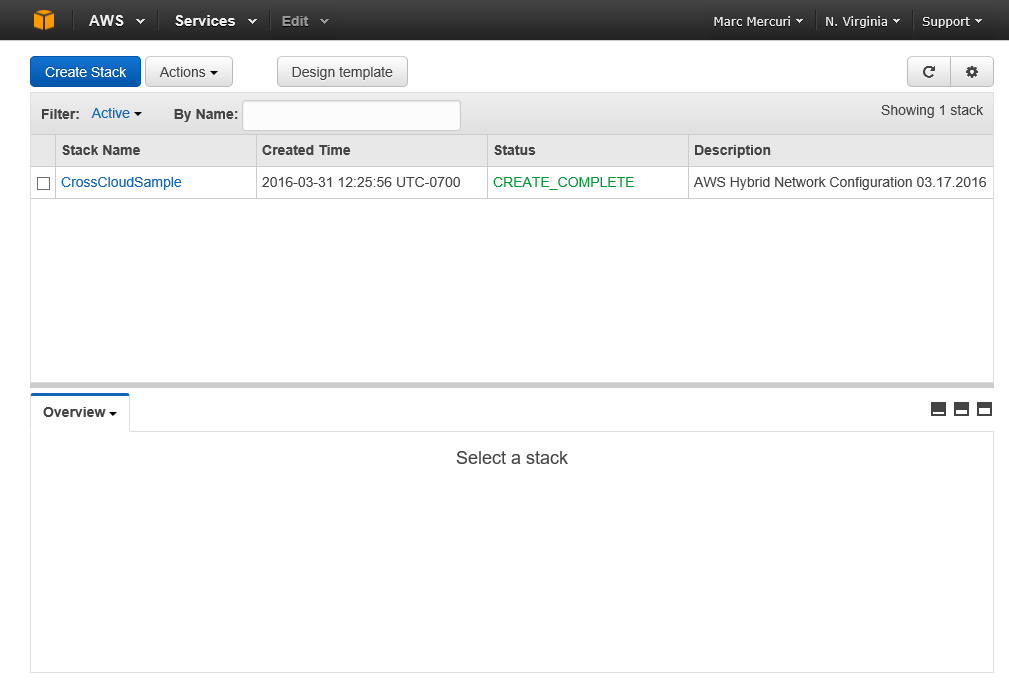 AWS Services Edit Marc Mercuri N. Virginia Support
Create Stack Actions Design template
Filter: Active By Name: Showing 1 stack
Stack Name Created Time Status Description
CrossCloudSample 2016-03-31 12:25:56 UTC-0700 CREATE_COMPLETE AWS Hybrid Network Configuration 03.17.2016
Overview
Select a stack